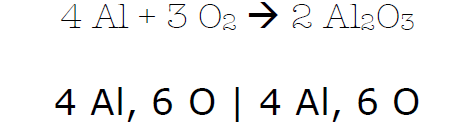 4 Al + 3 O₂ → 2 Al₂O₃
4 Al, 6 O | 4 Al, 6 O